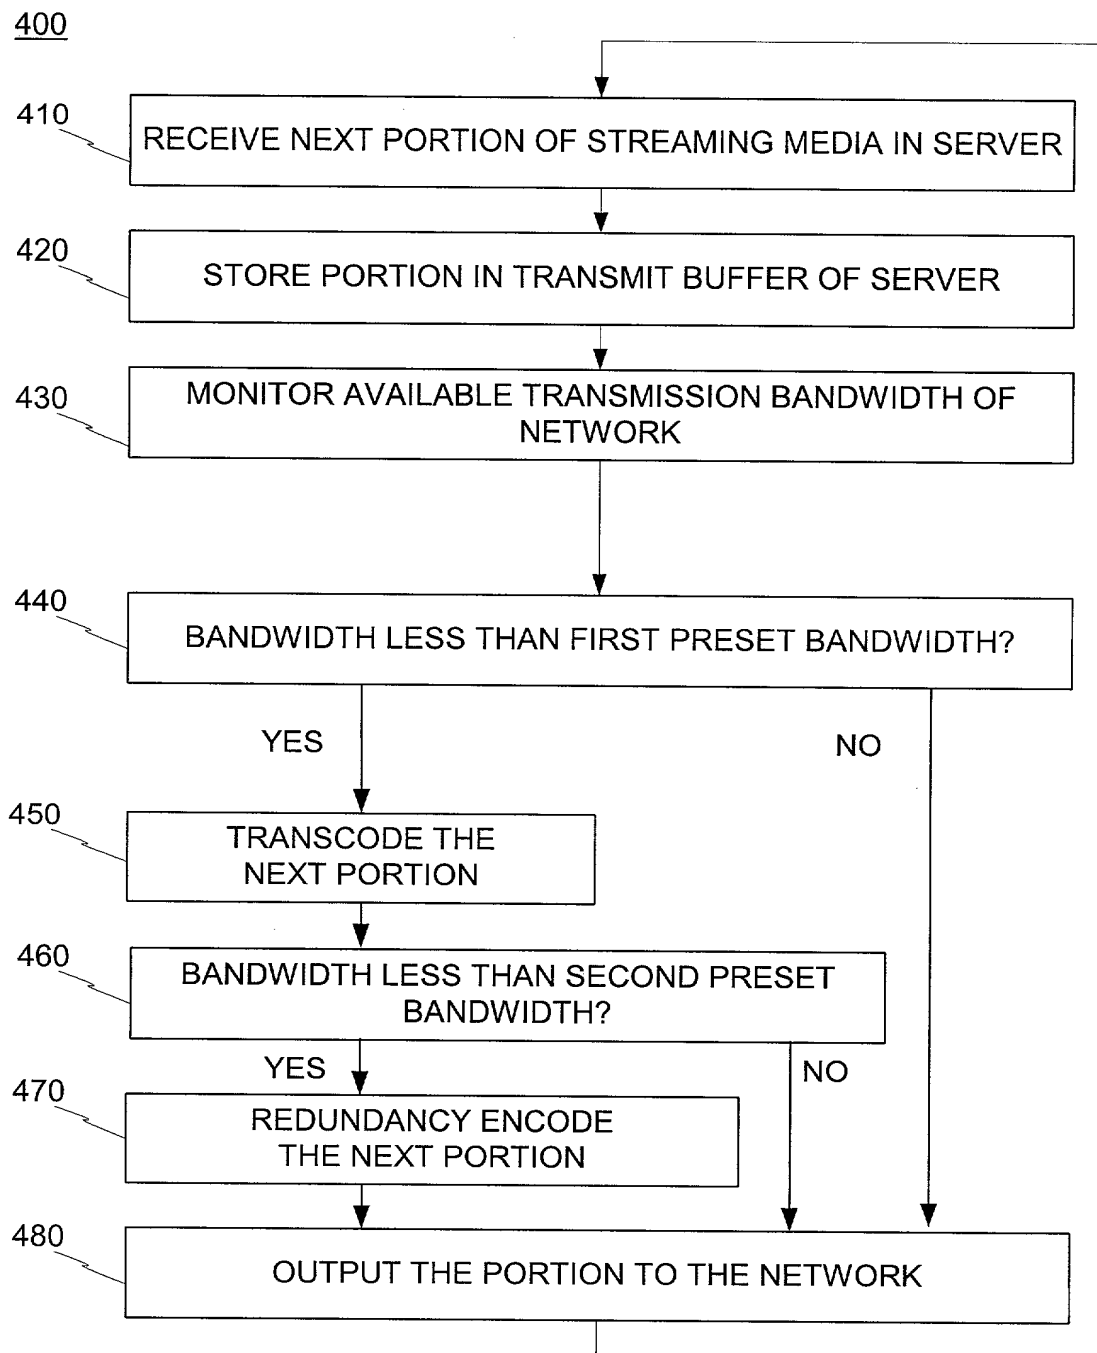 400
410
RECEIVE NEXT PORTION OF STREAMING MEDIA IN SERVER
420
STORE PORTION IN TRANSMIT BUFFER OF SERVER
430
MONITOR AVAILABLE TRANSMISSION BANDWIDTH OF
NETWORK
440
BANDWIDTH LESS THAN FIRST PRESET BANDWIDTH?
YES
NO
450
TRANSCODE THE
NEXT PORTION
460
BANDWIDTH LESS THAN SECOND PRESET
BANDWIDTH?
YES
NO
470
REDUNDANCY ENCODE
THE NEXT PORTION
480
OUTPUT THE PORTION TO THE NETWORK